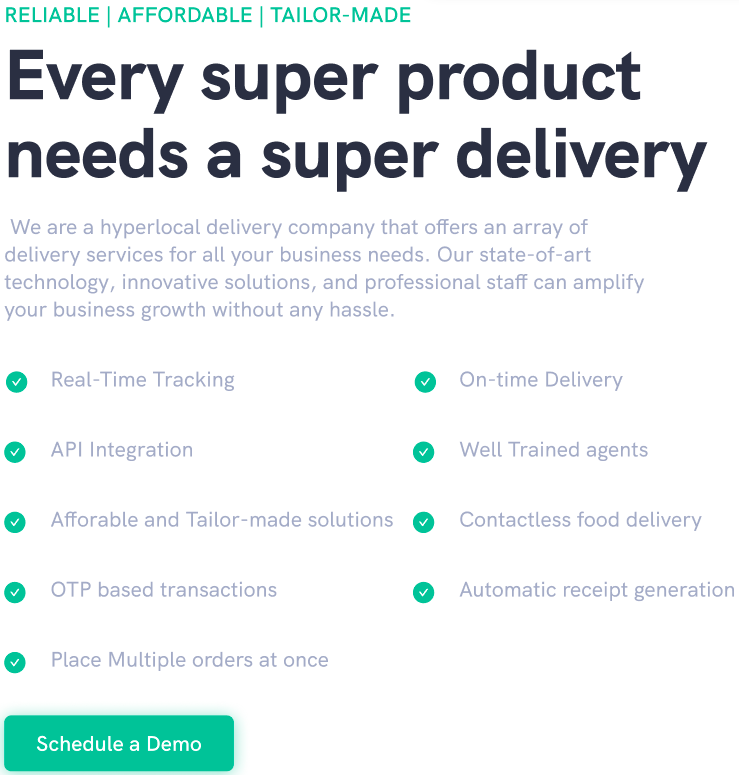 RELIABLE | AFFORDABLE | TAILOR-MADE
Every super product
needs a super delivery
We are a hyperlocal delivery company that offers an array of
delivery services for all your business needs. Our state-of-art
technology, innovative solutions, and professional staff can amplify
your business growth without any hassle.
Real-Time Tracking
On-time Delivery
API Integration
Well Trained agents
Afforable and Tailor-made solutions
Contactless food delivery
OTP based transactions
Automatic receipt generation
Place Multiple orders at once
Schedule a Demo